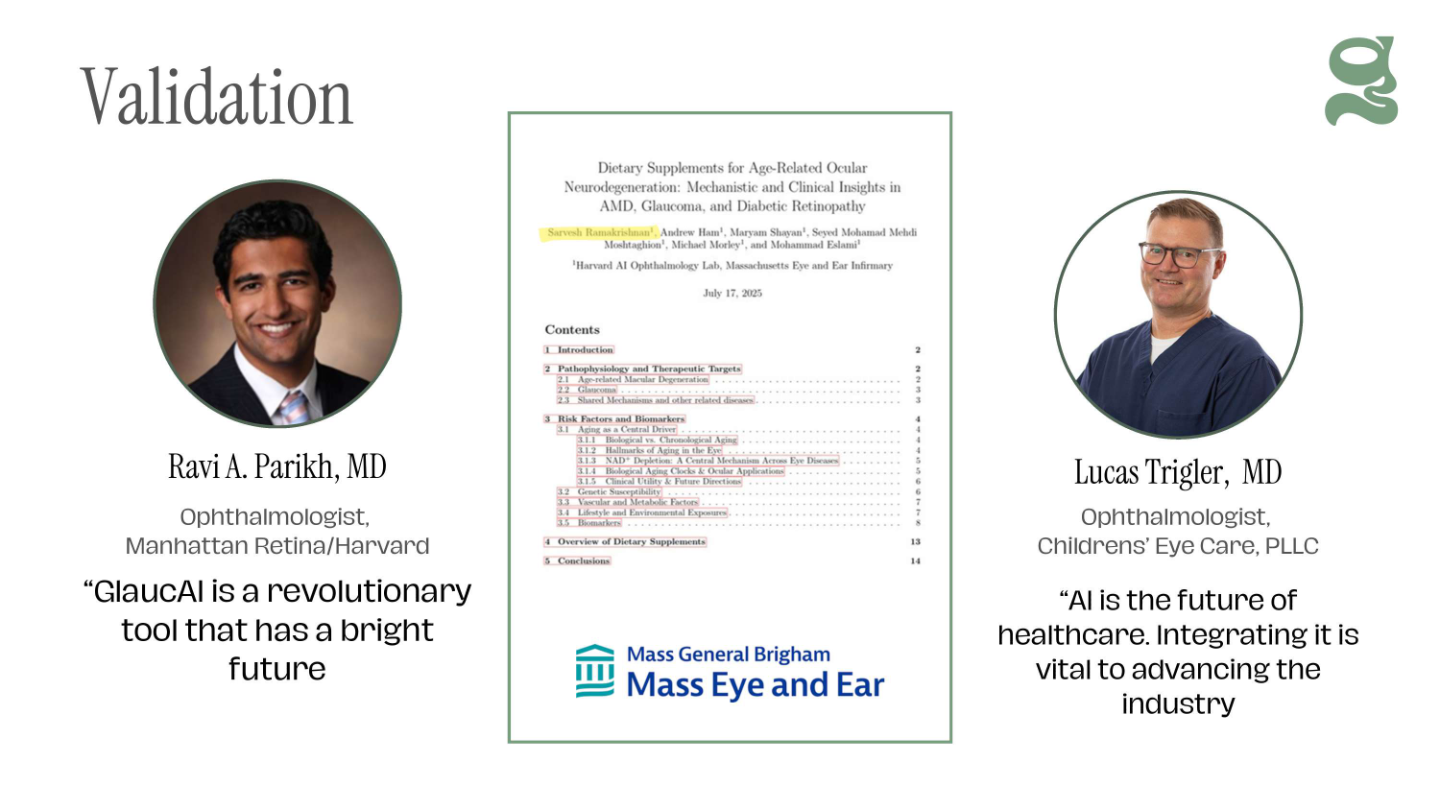 Validation
Ravi A. Parikh, MD
Ophthalmologist,
Manhattan Retina/Harvard
“GlaucAI is a revolutionary
tool that has a bright
future
Dietary Supplements for Age-Related Ocular
Neurodegeneration: Mechanistic and Clinical Insights in
AMD, Glaucoma, and Diabetic Retinopathy
Sarvesh Ramakrishnan¹, Andrew Ham¹, Maryam Shayan¹, Seyed Mohamad Mehdi
Moshtaghion¹, Michael Morley¹, and Mohammad Eslami¹
¹Harvard AI Ophthalmology Lab, Massachusetts Eye and Ear Infirmary
July 17, 2025
Contents
1 Introduction 2
2 Pathophysiology and Therapeutic Targets 2
2.1 Age-related Macular Degeneration . . . . . 2
2.2 Glaucoma . . . . . 3
2.3 Shared Mechanisms and other related diseases . . . . . 3
3 Risk Factors and Biomarkers 4
3.1 Aging as a Central Driver . . . . . 4
3.1.1 Biological vs. Chronological Aging . . . . . 4
3.1.2 Hallmarks of Aging in the Eye . . . . . 4
3.1.3 NAD⁺ Depletion: A Central Mechanism Across Eye Diseases . . . . . 5
3.1.4 Biological Aging Clocks & Ocular Applications . . . . . 5
3.1.5 Clinical Utility & Future Directions . . . . . 6
3.2 Genetic Susceptibility . . . . . 6
3.3 Vascular and Metabolic Factors . . . . . 7
3.4 Lifestyle and Environmental Exposures . . . . . 7
3.5 Biomarkers . . . . . 8
4 Overview of Dietary Supplements 13
5 Conclusions 14
Mass General Brigham
Mass Eye and Ear
Lucas Trigler, MD
Ophthalmologist,
Childrens’ Eye Care, PLLC
“AI is the future of
healthcare. Integrating it is
vital to advancing the
industry